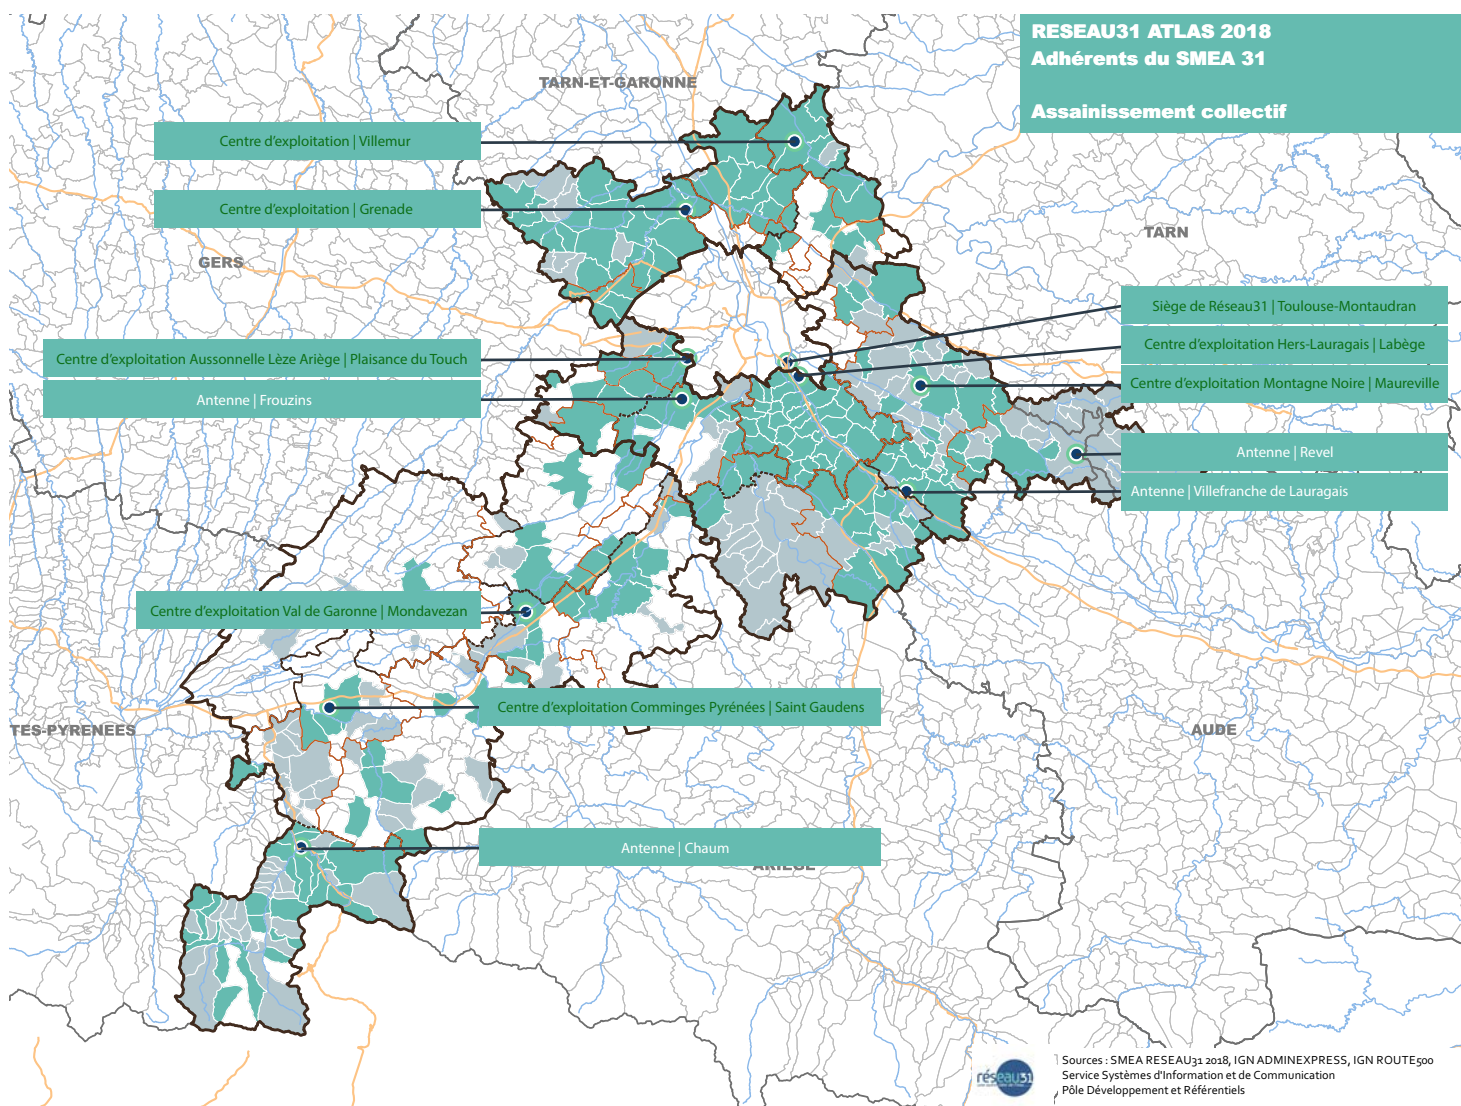 RESEAU31 ATLAS 2018
Adhérents du SMEA 31
Assainissement collectif
TARN-ET-GARONNE
Centre d'exploitation | Villemur
Centre d'exploitation | Grenade
TARN
GERS
Siège de Réseau31 | Toulouse-Montaudran
Centre d'exploitation Hers-Lauragais | Labège
Centre d'exploitation Aussonnelle Lèze Ariège | Plaisance du Touch
Centre d'exploitation Montagne Noire | Maureville
Antenne | Frouzins
Antenne | Revel
Antenne | Villefranche de Lauragais
Centre d'exploitation Val de Garonne | Mondavezan
Centre d'exploitation Comminges Pyrénées | Saint Gaudens
TES-PYRENEES
AUDE
Antenne | Chaum
ARIEGE
réseau31
Sources : SMEA RESEAU31 2018, IGN ADMINEXPRESS, IGN ROUTE500
Service Systèmes d'Information et de Communication
Pôle Développement et Référentiels